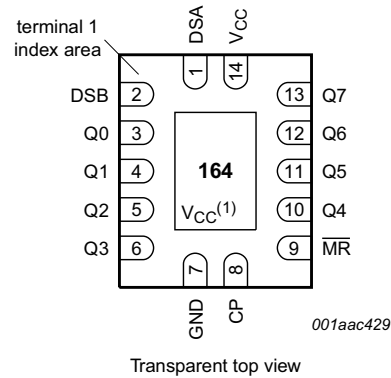 terminal 1
index area
DSA
VCC
1
14
DSB 2
13 Q7
Q0 3
12 Q6
Q1 4
164
11 Q5
Q2 5
VCC(1)
10 Q4
Q3 6
9 MR
7
8
GND
CP
001aac429
Transparent top view